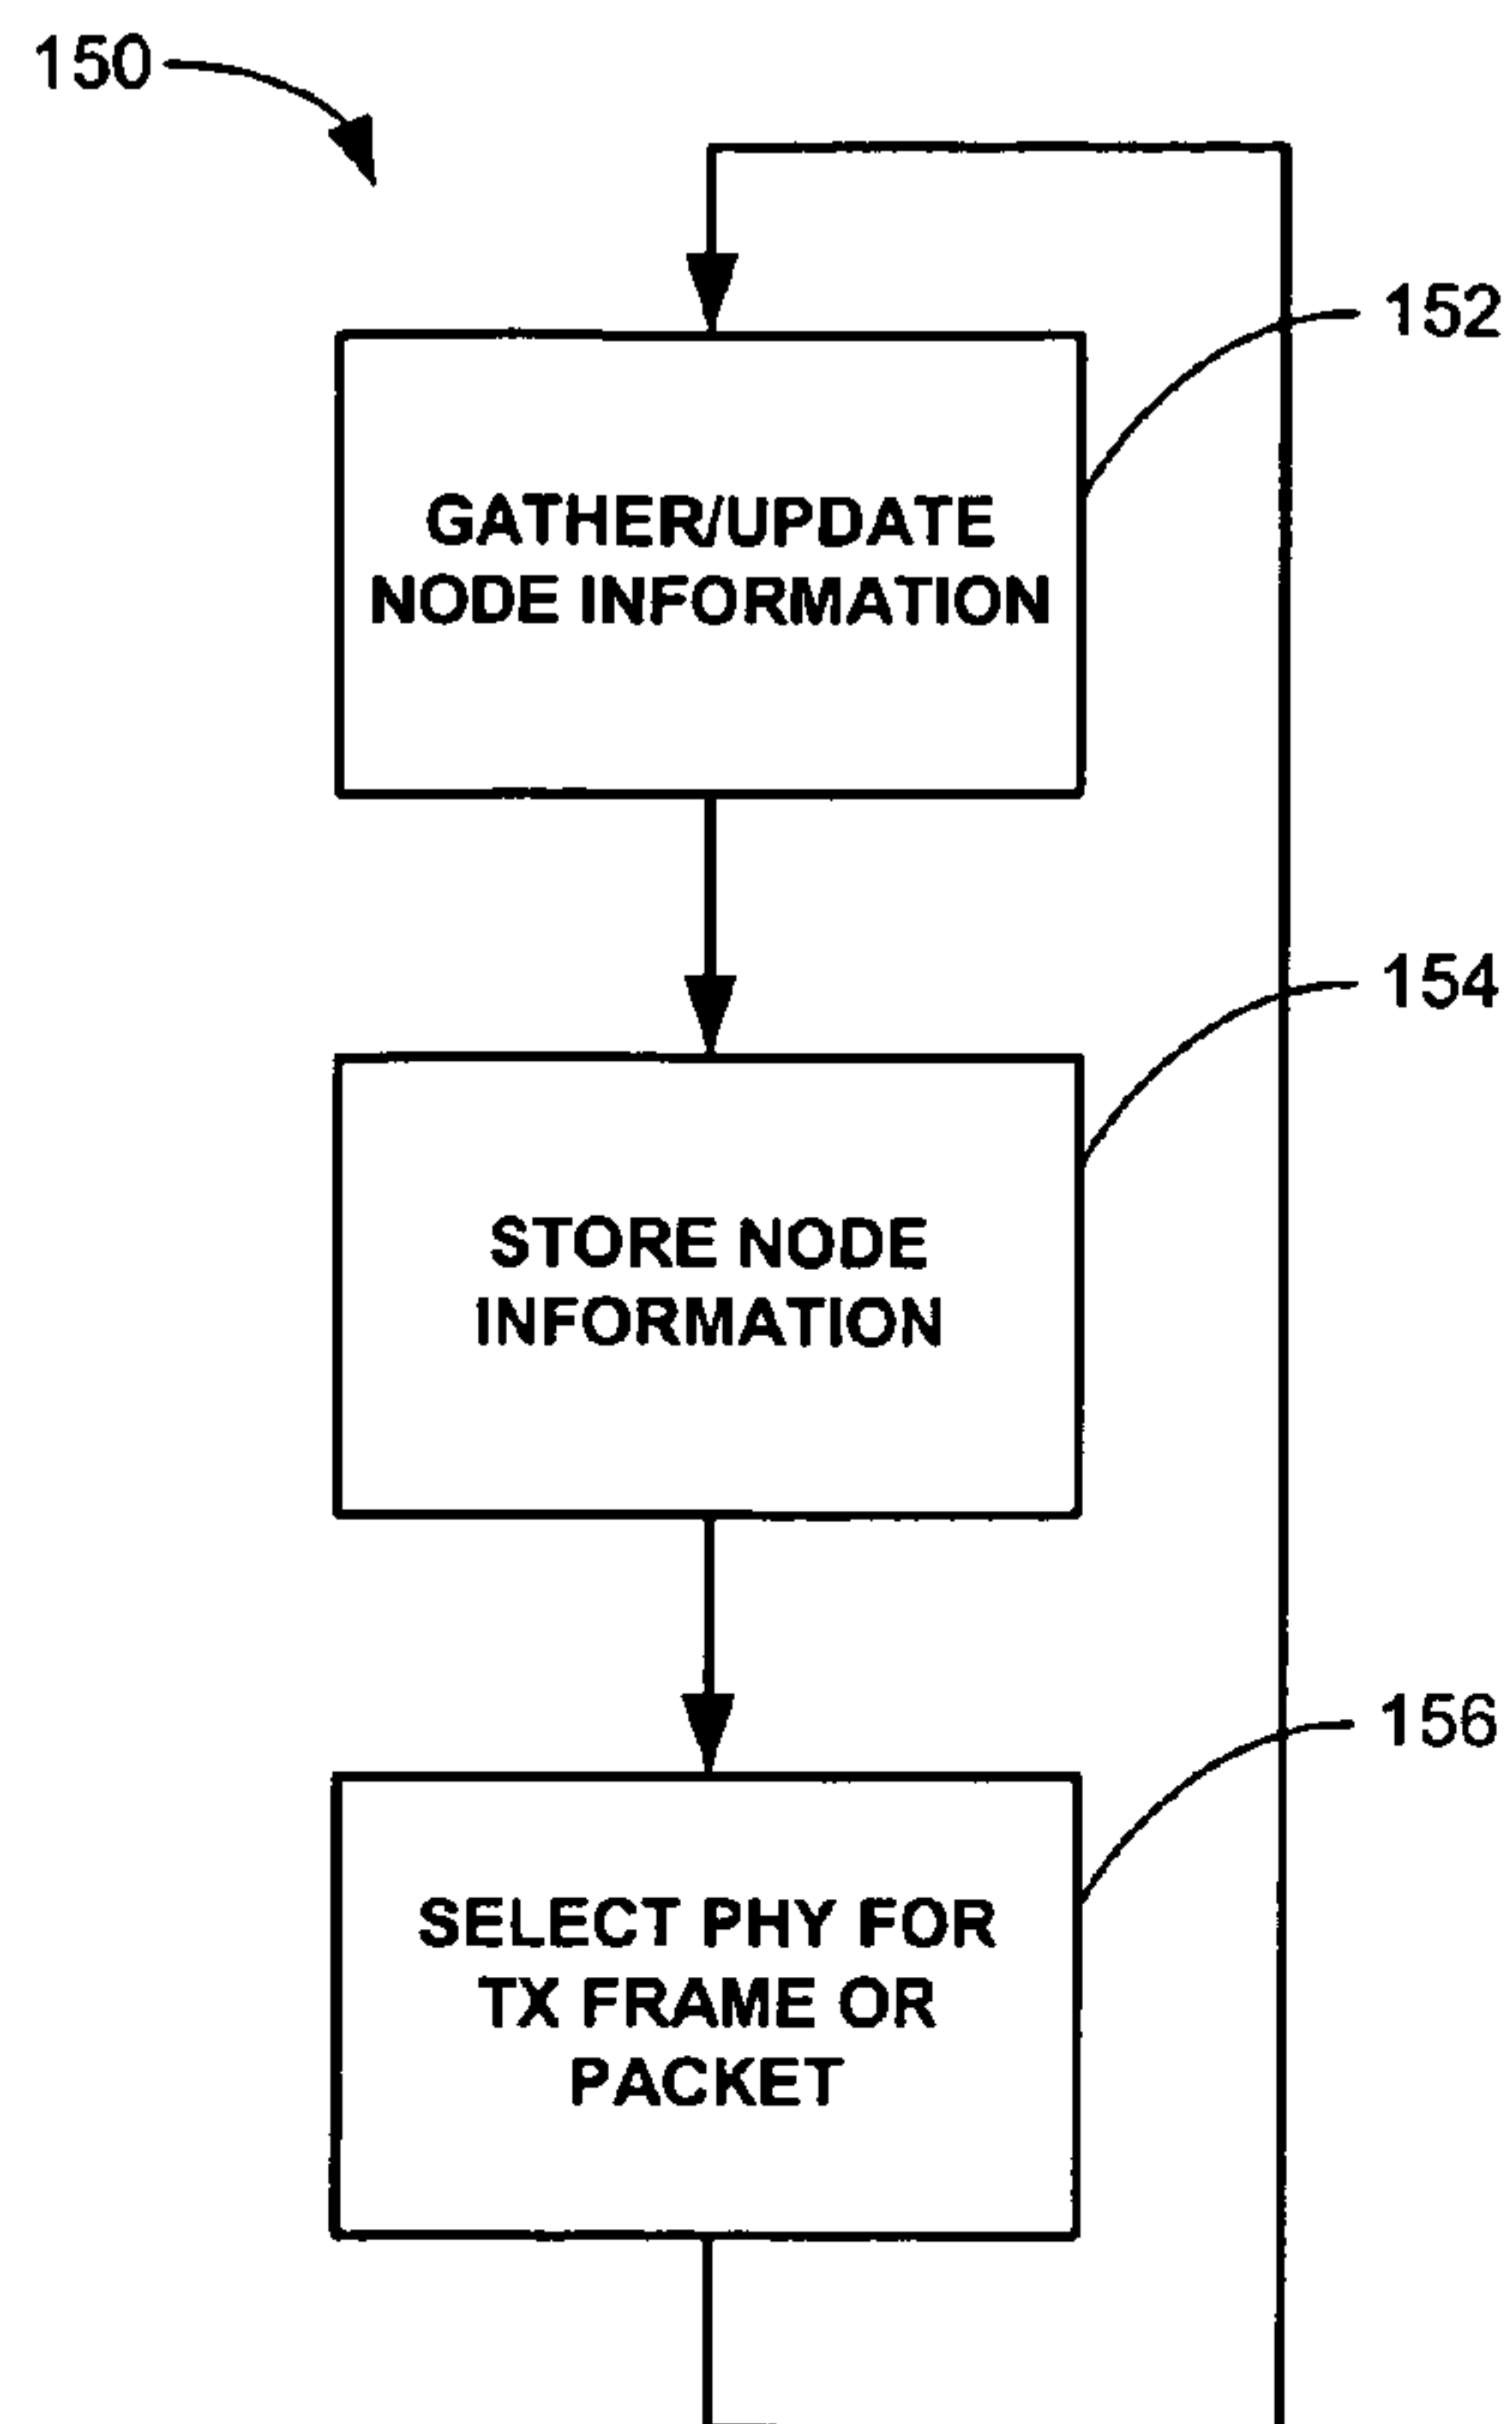 150
152
GATHER/UPDATE
NODE INFORMATION
154
STORE NODE
INFORMATION
156
SELECT PHY FOR
TX FRAME OR
PACKET